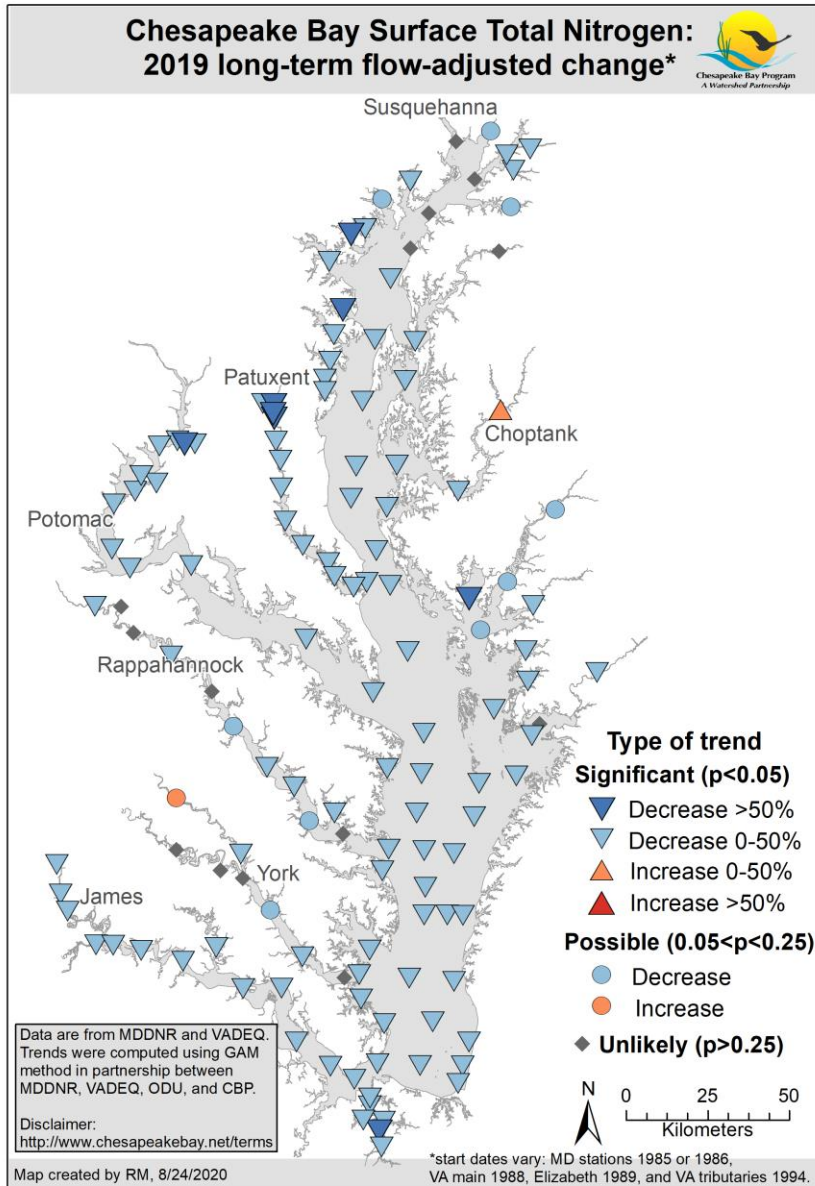 Chesapeake Bay Surface Total Nitrogen:
2019 long-term flow-adjusted change*
Chesapeake Bay Program
A Watershed Partnership
Susquehanna
Patuxent
Choptank
Potomac
Rappahannock
York
James
Type of trend
Significant (p<0.05)
Decrease >50%
Decrease 0-50%
Increase 0-50%
Increase >50%
Possible (0.05<p<0.25)
Decrease
Increase
Unlikely (p>0.25)
N
0 25 50
Kilometers
Data are from MDDNR and VADEQ.
Trends were computed using GAM
method in partnership between
MDDNR, VADEQ, ODU, and CBP.
Disclaimer:
http://www.chesapeakebay.net/terms
Map created by RM, 8/24/2020
*start dates vary: MD stations 1985 or 1986,
VA main 1988, Elizabeth 1989, and VA tributaries 1994.